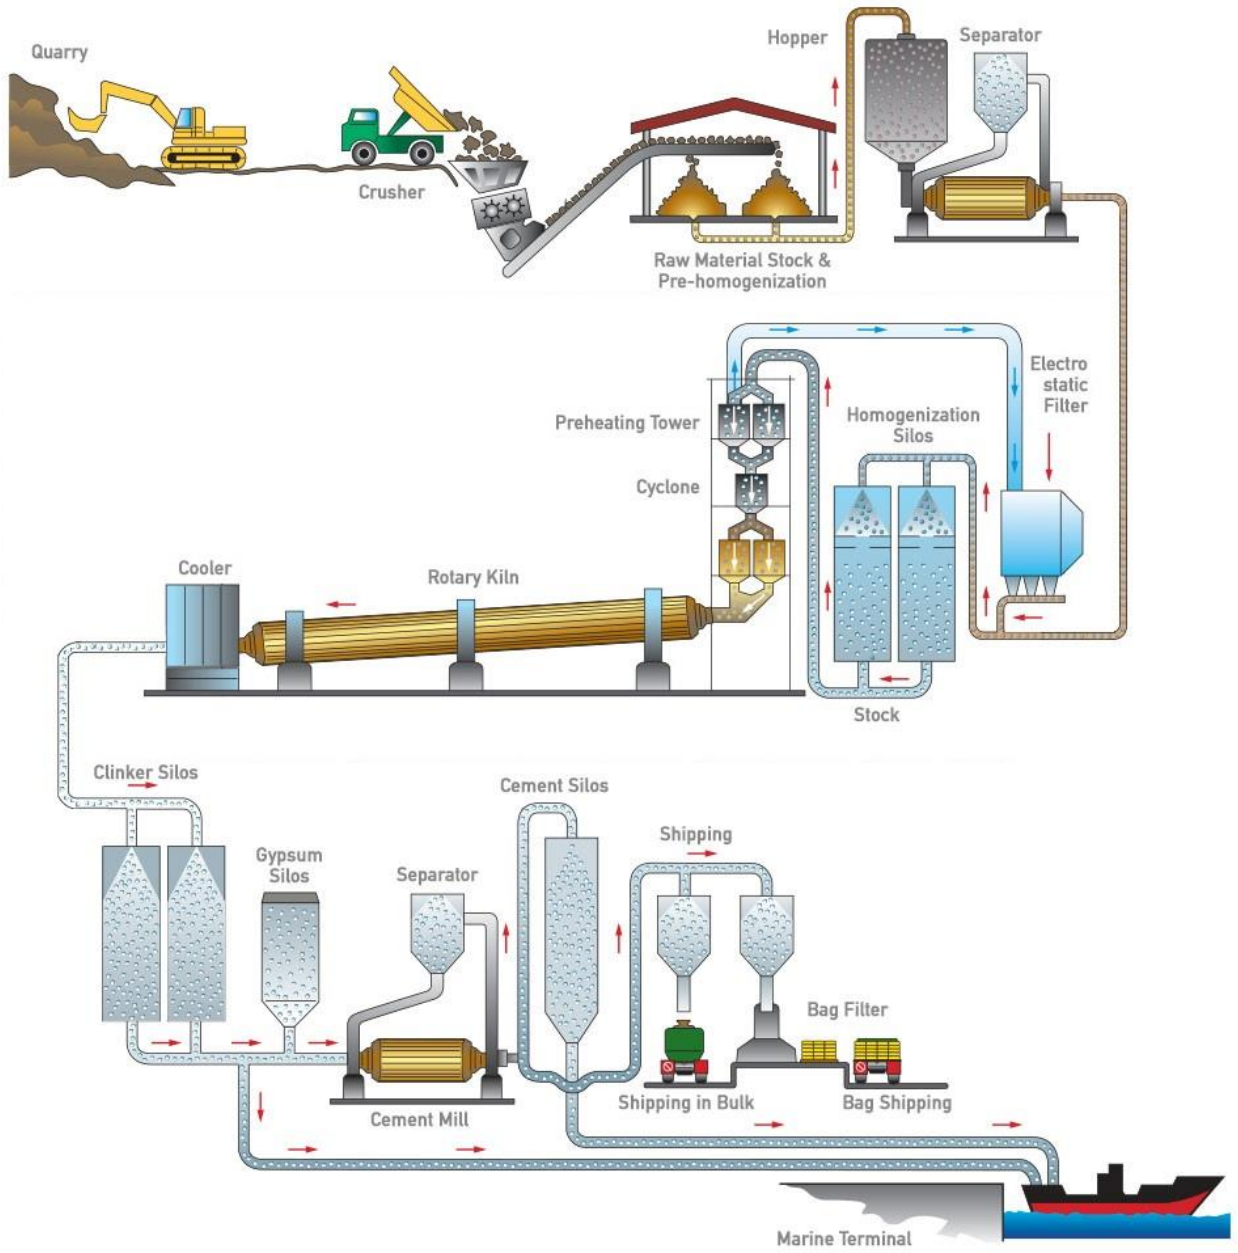 Quarry
Hopper
Separator
Crusher
Raw Material Stock &
Pre-homogenization
Electro
static
Filter
Preheating Tower
Homogenization
Silos
Cyclone
Cooler
Rotary Kiln
Stock
Clinker Silos
Cement Silos
Shipping
Gypsum
Silos
Separator
Bag Filter
Shipping in Bulk
Bag Shipping
Cement Mill
Marine Terminal